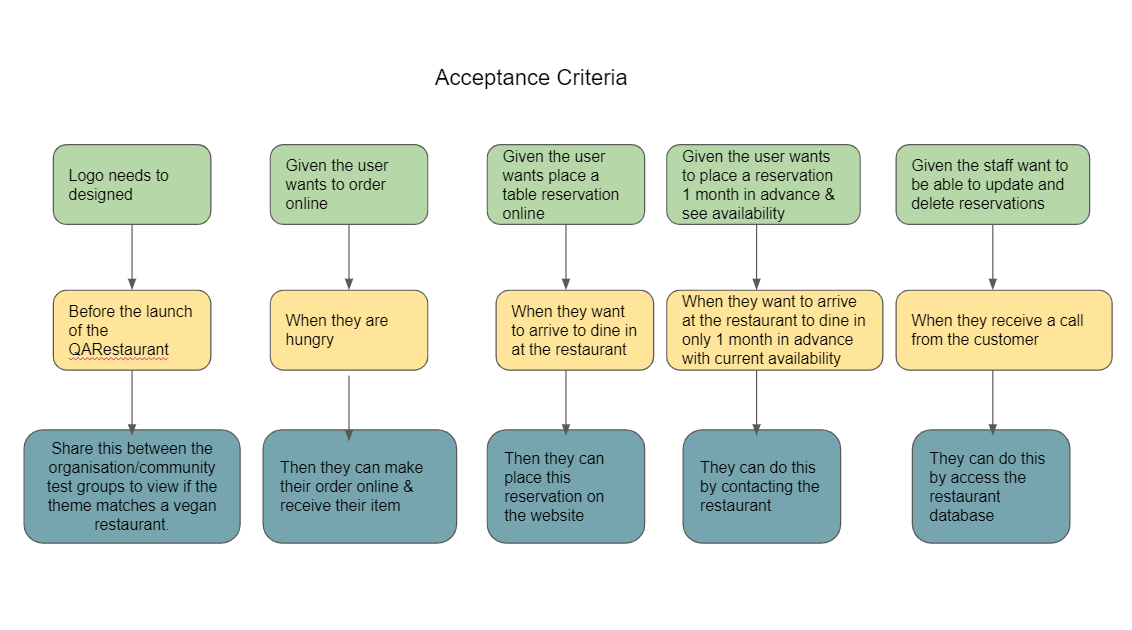 Acceptance Criteria
Logo needs to
designed
Before the launch
of the
QARestaurant
Share this between the
organisation/community
test groups to view if the
theme matches a vegan
restaurant.
Given the user
wants to order
online
When they are
hungry
Then they can make
their order online &
receive their item
Given the user
wants place a
table reservation
online
When they want
to arrive to dine in
at the restaurant
Then they can
place this
reservation on
the website
Given the user wants
to place a reservation
1 month in advance &
see availability
When they want to arrive
at the restaurant to dine in
only 1 month in advance
with current availability
They can do this
by contacting the
restaurant
Given the staff want to
be able to update and
delete reservations
When they receive a call
from the customer
They can do this
by access the
restaurant
database